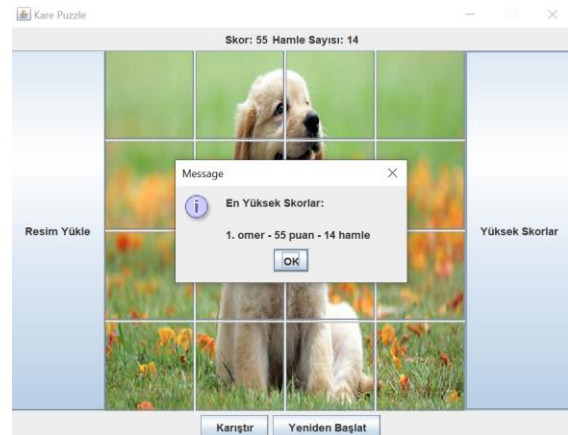 Kare Puzzle
Skor: 55 Hamle Sayısı: 14
Message
En Yüksek Skorlar:
1. omer - 55 puan - 14 hamle
OK
Resim Yükle
Yüksek Skorlar
Karıştır
Yeniden Başlat